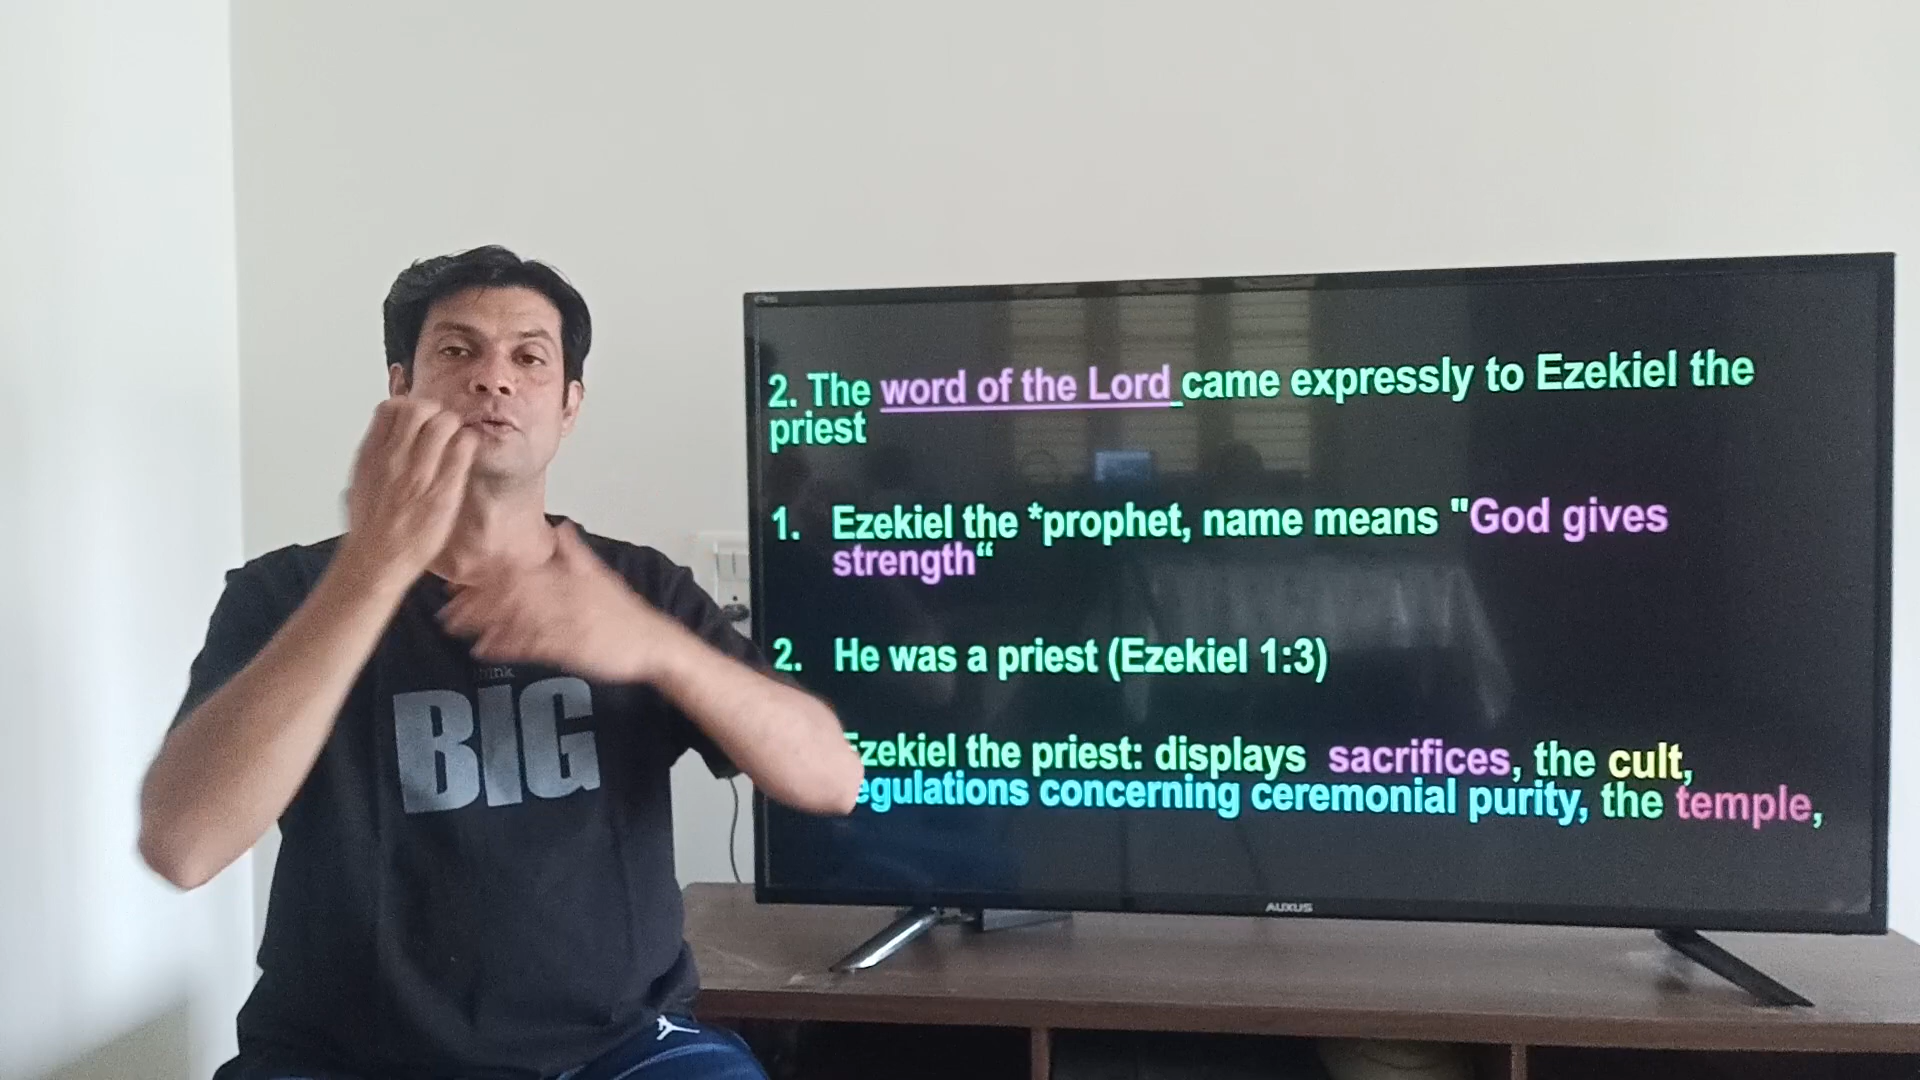 2. The word of the Lord came expressly to Ezekiel the
priest
1. Ezekiel the *prophet, name means "God gives
strength“
2. He was a priest (Ezekiel 1:3)
Ezekiel the priest: displays sacrifices, the cult,
egulations concerning ceremonial purity, the temple,
AUXUS
think
BIG